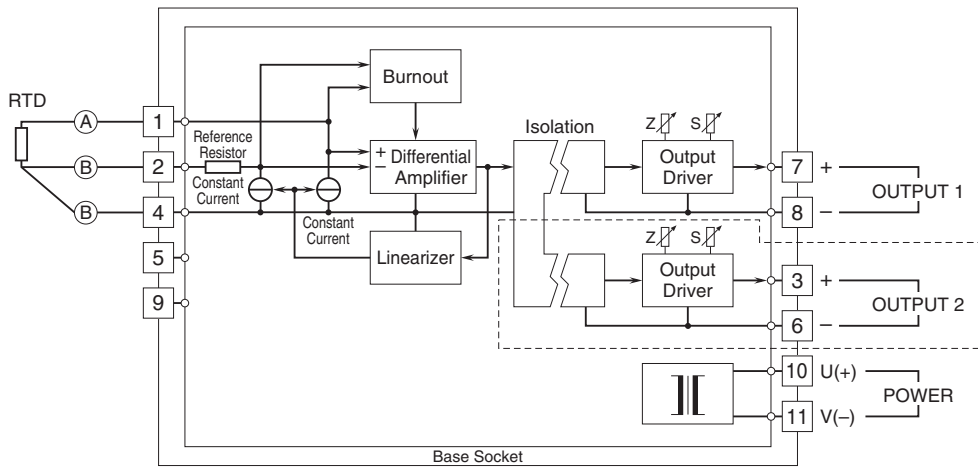 RTD
A
B
B
1
2
4
5
9
Reference
Resistor
Constant
Current
Constant
Current
Burnout
+
−
Differential
Amplifier
Linearizer
Isolation
Z
S
Output
Driver
Z
S
Output
Driver
7
+
8
−
OUTPUT 1
3
+
6
−
OUTPUT 2
10
U(+)
11
V(−)
POWER
Base Socket